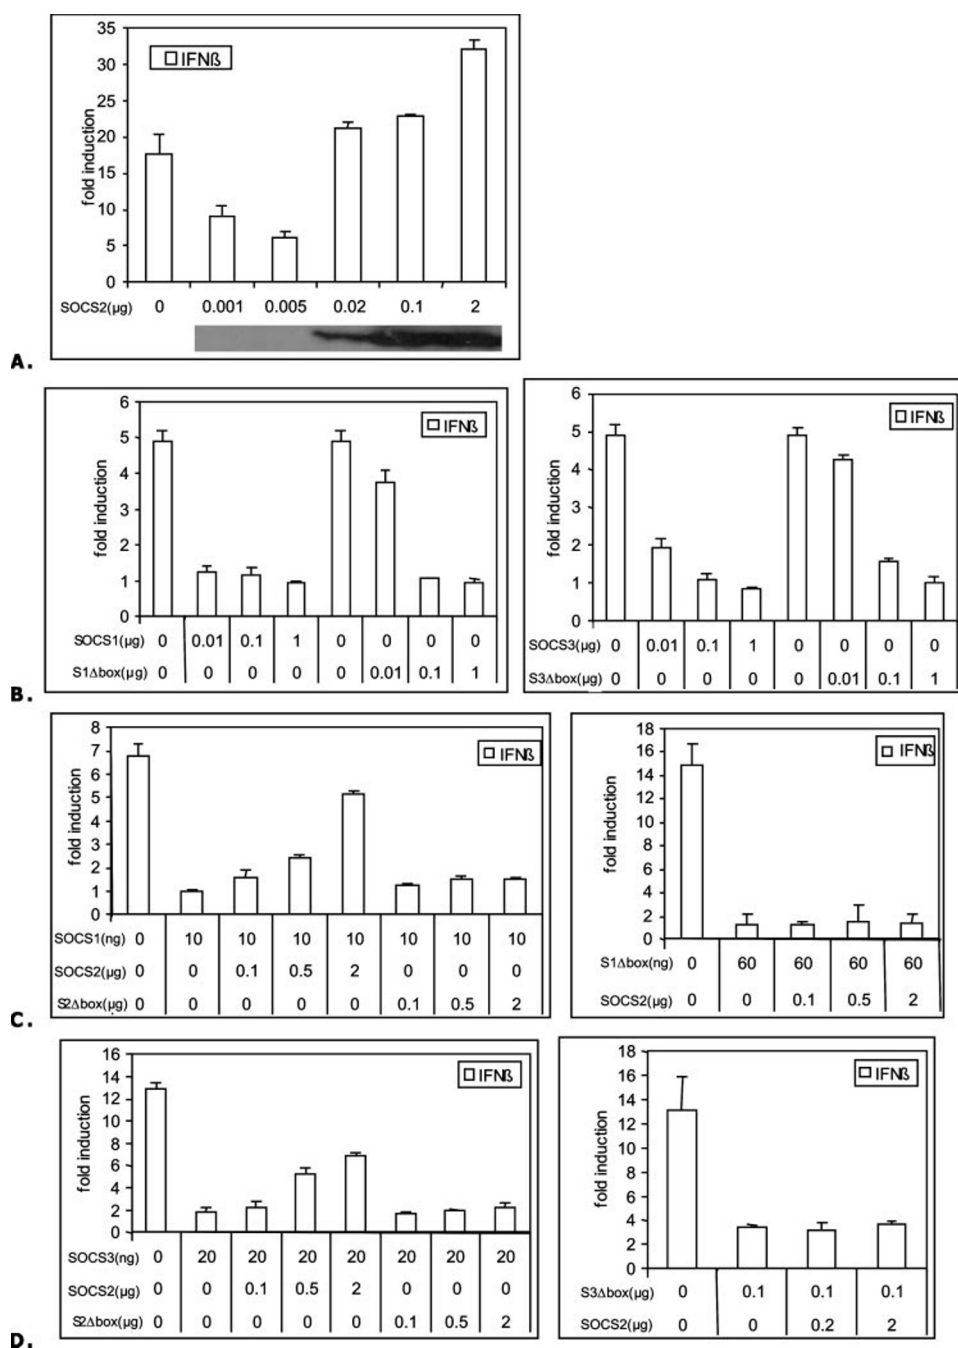 35
30
25
20
15
10
5
0
fold induction
IFNß
SOCS2(µg) 0 0.001 0.005 0.02 0.1 2
A.
6
5
4
3
2
1
0
fold induction
IFNß
SOCS1(µg) 0 0.01 0.1 1 0 0 0 0
S1Δbox(µg) 0 0 0 0 0 0.01 0.1 1
6
5
4
3
2
1
0
fold induction
IFNß
SOCS3(µg) 0 0.01 0.1 1 0 0 0 0
S3Δbox(µg) 0 0 0 0 0 0.01 0.1 1
B.
8
7
6
5
4
3
2
1
0
fold induction
IFNß
SOCS1(ng) 0 10 10 10 10 10 10 10
SOCS2(µg) 0 0 0.1 0.5 2 0 0 0
S2Δbox(µg) 0 0 0 0 0 0.1 0.5 2
18
16
14
12
10
8
6
4
2
0
fold induction
IFNß
S1Δbox(ng) 0 60 60 60 60
SOCS2(µg) 0 0 0.1 0.5 2
C.
16
14
12
10
8
6
4
2
0
fold induction
IFNß
SOCS3(ng) 0 20 20 20 20 20 20 20
SOCS2(µg) 0 0 0.1 0.5 2 0 0 0
S2Δbox(µg) 0 0 0 0 0 0.1 0.5 2
18
16
14
12
10
8
6
4
2
0
fold induction
IFNß
S3Δbox(µg) 0 0.1 0.1 0.1
SOCS2(µg) 0 0 0.2 2
D.